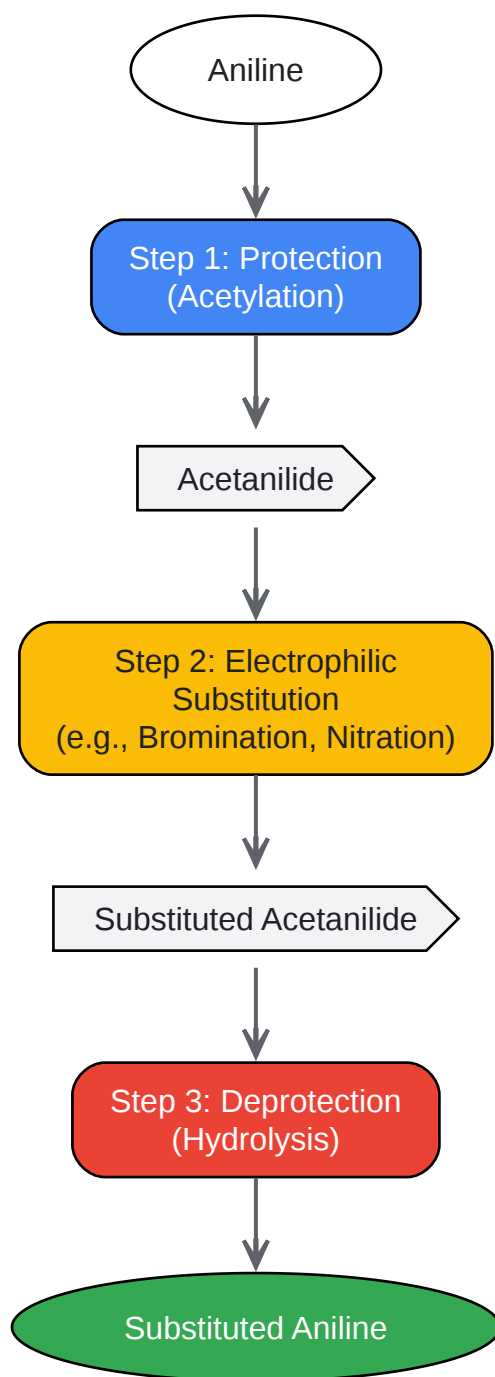 Aniline
Step 1: Protection
(Acetylation)
Acetanilide
Step 2: Electrophilic
Substitution
(e.g., Bromination, Nitration)
Substituted Acetanilide
Step 3: Deprotection
(Hydrolysis)
Substituted Aniline